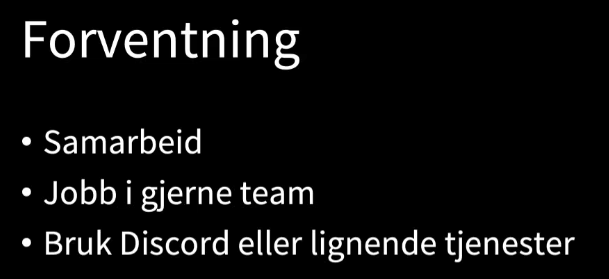 Forventning
• Samarbeid
• Jobb i gjerne team
• Bruk Discord eller lignende tjenester